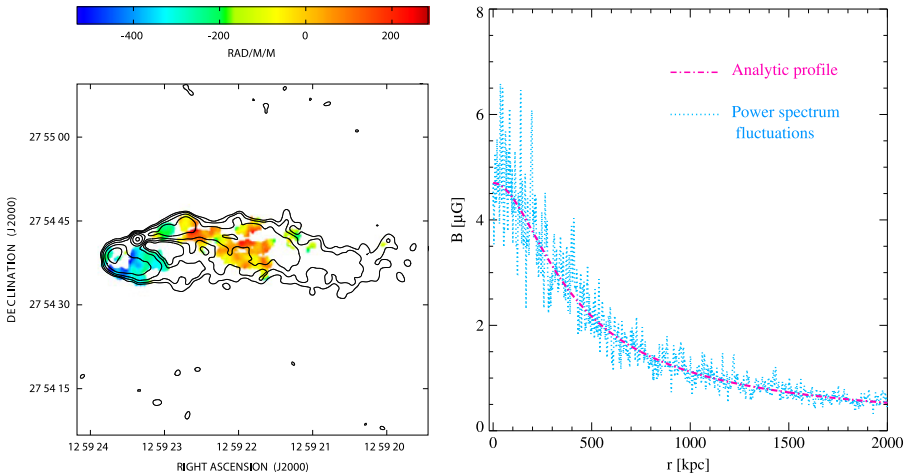 -400 -200 0 200
RAD/M/M
DECLINATION (J2000)
27 55 00
27 54 45
27 54 30
27 54 15
12 59 24 12 59 23 12 59 22 12 59 21 12 59 20
RIGHT ASCENSION (J2000)
B [μG]
8
6
4
2
0
Analytic profile
Power spectrum
fluctuations
0 500 1000 1500 2000
r [kpc]